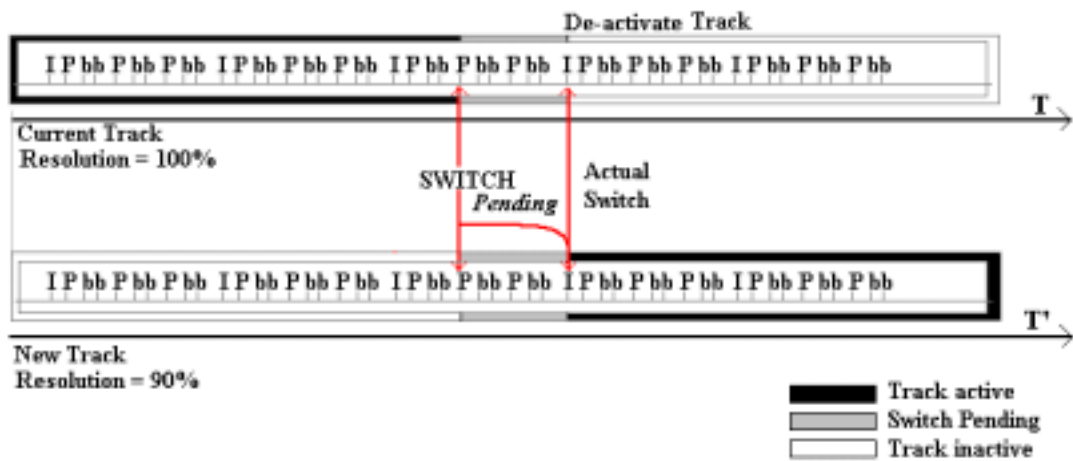 De-activate Track
I P bb P bb P bb I P bb P bb P bb I P bb P bb P bb I P bb P bb P bb I P bb P bb P bb
T
Current Track
Resolution = 100%
SWITCH
Pending
Actual
Switch
I P bb P bb P bb I P bb P bb P bb I P bb P bb P bb I P bb P bb P bb I P bb P bb P bb
T'
New Track
Resolution = 90%
Track active
Switch Pending
Track inactive